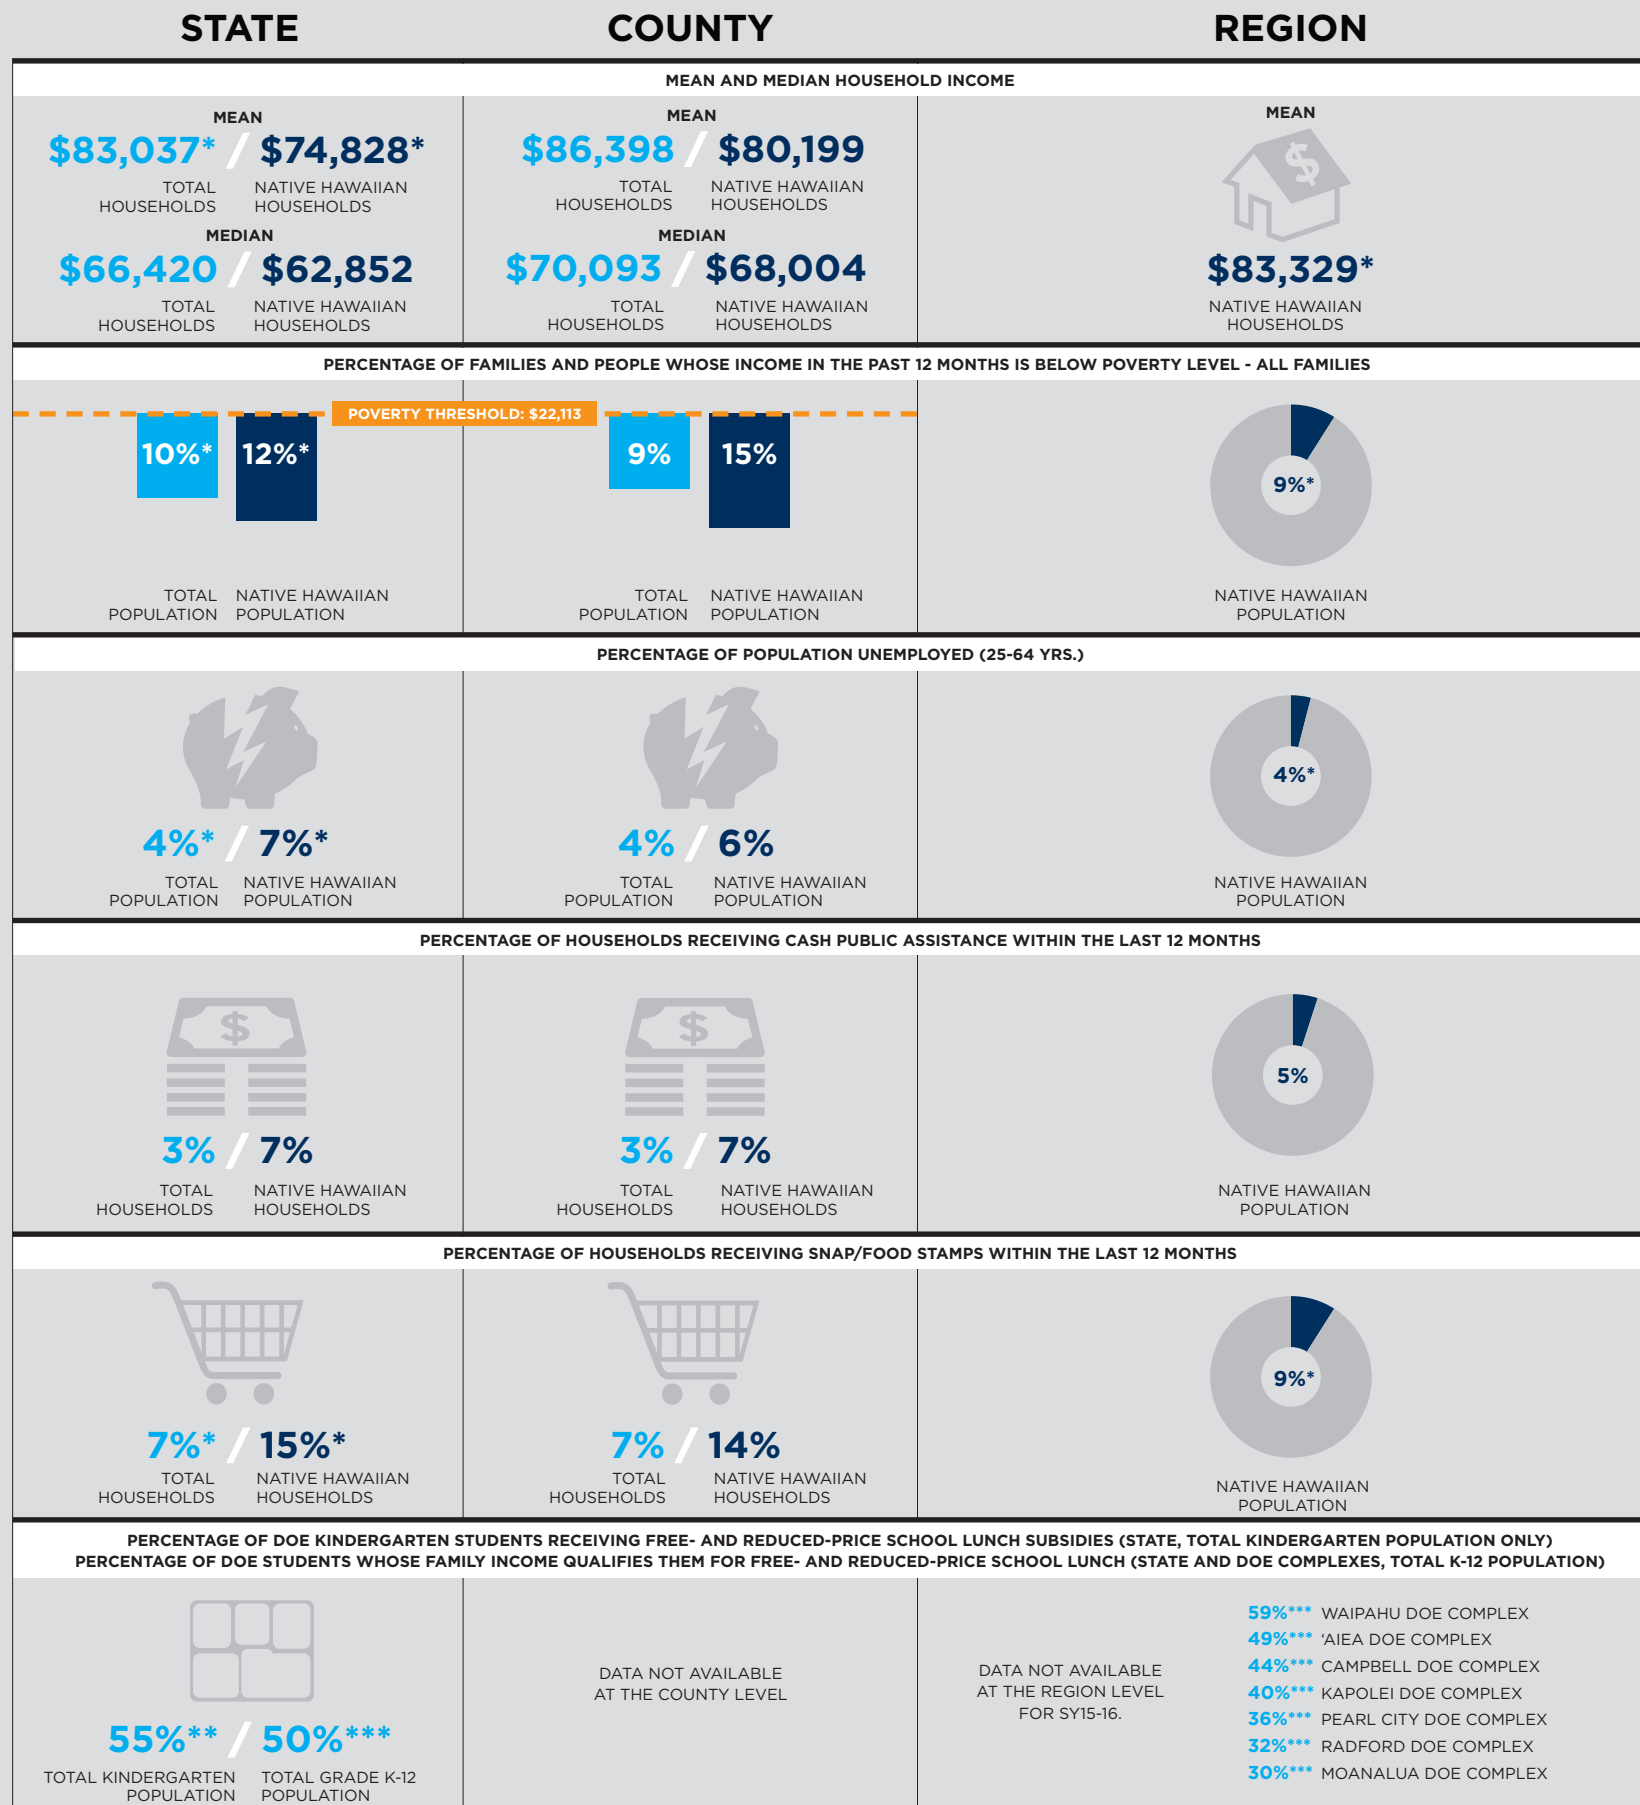 STATE
COUNTY
REGION
MEAN AND MEDIAN HOUSEHOLD INCOME
MEAN
$83,037* / $74,828*
TOTAL HOUSEHOLDS
NATIVE HAWAIIAN HOUSEHOLDS
MEDIAN
$66,420 / $62,852
TOTAL HOUSEHOLDS
NATIVE HAWAIIAN HOUSEHOLDS
MEAN
$86,398 / $80,199
TOTAL HOUSEHOLDS
NATIVE HAWAIIAN HOUSEHOLDS
MEDIAN
$70,093 / $68,004
TOTAL HOUSEHOLDS
NATIVE HAWAIIAN HOUSEHOLDS
MEAN
$
$83,329*
NATIVE HAWAIIAN
HOUSEHOLDS
PERCENTAGE OF FAMILIES AND PEOPLE WHOSE INCOME IN THE PAST 12 MONTHS IS BELOW POVERTY LEVEL - ALL FAMILIES
POVERTY THRESHOLD: $22,113
10%* 12%*
TOTAL POPULATION
NATIVE HAWAIIAN POPULATION
9% 15%
TOTAL POPULATION
NATIVE HAWAIIAN POPULATION
9%*
NATIVE HAWAIIAN
POPULATION
PERCENTAGE OF POPULATION UNEMPLOYED (25-64 YRS.)
4%* / 7%*
TOTAL POPULATION
NATIVE HAWAIIAN POPULATION
4% / 6%
TOTAL POPULATION
NATIVE HAWAIIAN POPULATION
4%*
NATIVE HAWAIIAN
POPULATION
PERCENTAGE OF HOUSEHOLDS RECEIVING CASH PUBLIC ASSISTANCE WITHIN THE LAST 12 MONTHS
$
3% / 7%
TOTAL HOUSEHOLDS
NATIVE HAWAIIAN HOUSEHOLDS
$
3% / 7%
TOTAL HOUSEHOLDS
NATIVE HAWAIIAN HOUSEHOLDS
5%
NATIVE HAWAIIAN
POPULATION
PERCENTAGE OF HOUSEHOLDS RECEIVING SNAP/FOOD STAMPS WITHIN THE LAST 12 MONTHS
7%* / 15%*
TOTAL HOUSEHOLDS
NATIVE HAWAIIAN HOUSEHOLDS
7% / 14%
TOTAL HOUSEHOLDS
NATIVE HAWAIIAN HOUSEHOLDS
9%*
NATIVE HAWAIIAN
POPULATION
PERCENTAGE OF DOE KINDERGARTEN STUDENTS RECEIVING FREE- AND REDUCED-PRICE SCHOOL LUNCH SUBSIDIES (STATE, TOTAL KINDERGARTEN POPULATION ONLY)
PERCENTAGE OF DOE STUDENTS WHOSE FAMILY INCOME QUALIFIES THEM FOR FREE- AND REDUCED-PRICE SCHOOL LUNCH (STATE AND DOE COMPLEXES, TOTAL K-12 POPULATION)
55%** / 50%***
TOTAL KINDERGARTEN POPULATION
TOTAL GRADE K-12 POPULATION
DATA NOT AVAILABLE
AT THE COUNTY LEVEL
DATA NOT AVAILABLE
AT THE REGION LEVEL
FOR SY15-16.
59%*** WAIPAHU DOE COMPLEX
49%*** ‘AIEA DOE COMPLEX
44%*** CAMPBELL DOE COMPLEX
40%*** KAPOLEI DOE COMPLEX
36%*** PEARL CITY DOE COMPLEX
32%*** RADFORD DOE COMPLEX
30%*** MOANALUA DOE COMPLEX